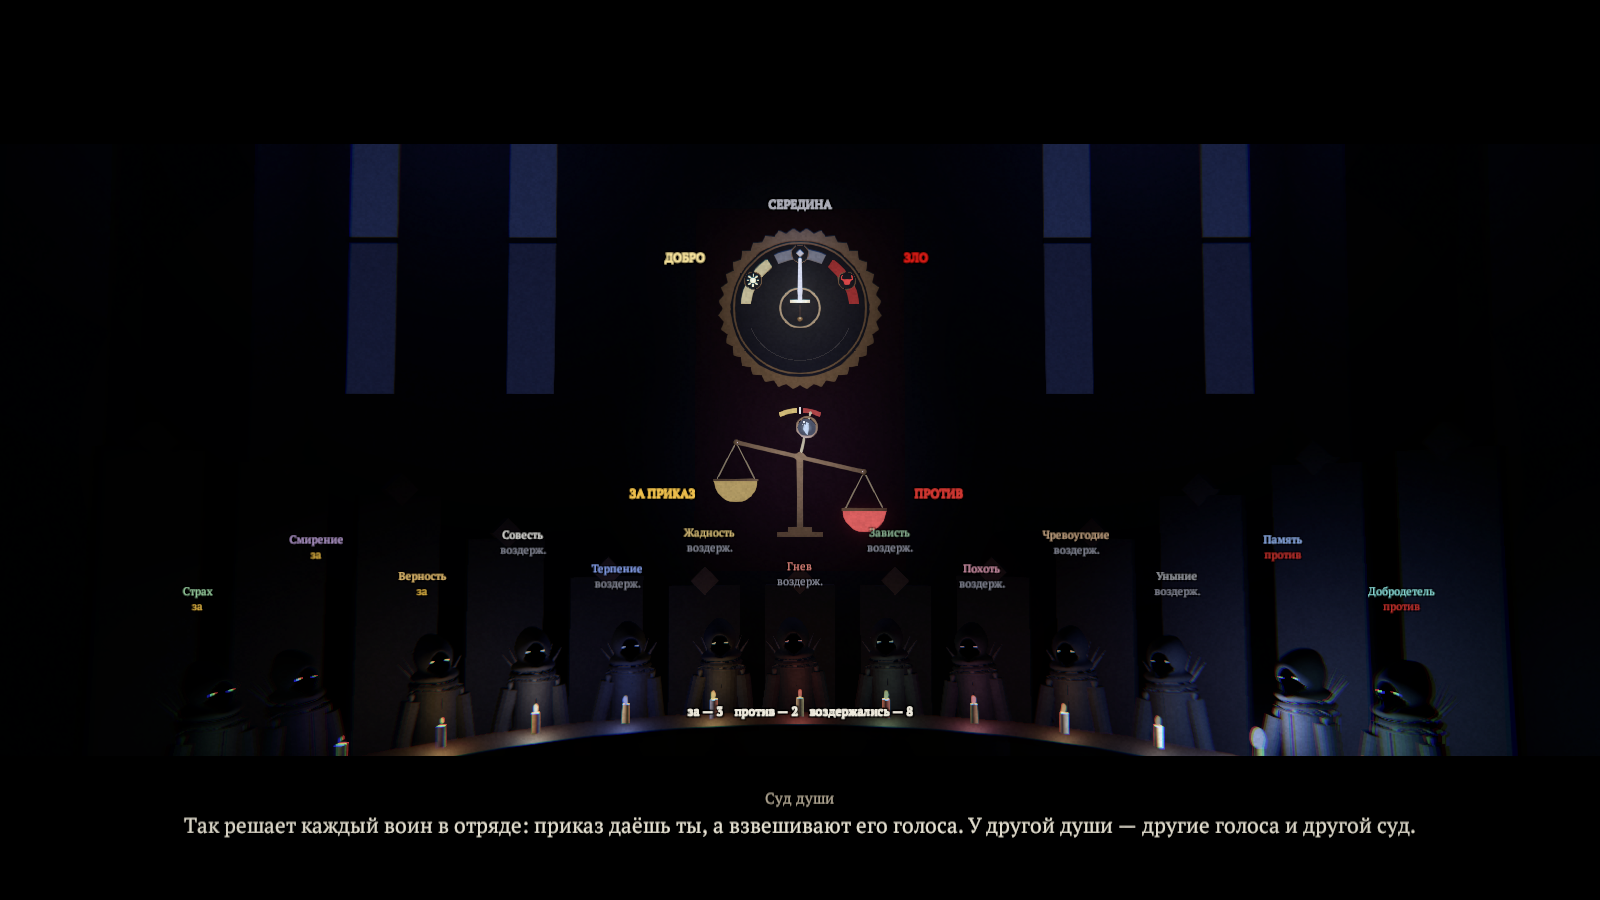 СЕРЕДИНА
ДОБРО
ЗЛО
ЗА ПРИКАЗ
ПРОТИВ
Страх
за
Смирение
за
Верность
за
Совесть
воздерж.
Терпение
воздерж.
Жадность
воздерж.
Гнев
воздерж.
Зависть
воздерж.
Похоть
воздерж.
Чревоугодие
воздерж.
Уныние
воздерж.
Память
против
Добродетель
против
за — 3 против — 2 воздержались — 8
Суд души
Так решает каждый воин в отряде: приказ даёшь ты, а взвешивают его голоса. У другой души — другие голоса и другой суд.